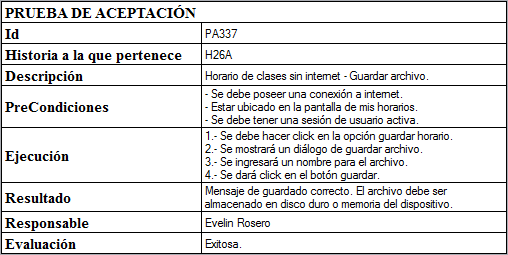 PRUEBA DE ACEPTACIÓN
Id PA337
Historia a la que pertenece H26A
Descripción Horario de clases sin internet - Guardar archivo.
PreCondiciones
- Se debe poseer una conexión a internet.
- Estar ubicado en la pantalla de mis horarios.
- Se debe tener una sesión de usuario activa.
Ejecución
1.- Se debe hacer click en la opción guardar horario.
2.- Se mostrará un diálogo de guardar archivo.
3.- Se ingresará un nombre para el archivo.
4.- Se dará click en el botón guardar.
Resultado
Mensaje de guardado correcto. El archivo debe ser
almacenado en disco duro o memoria del dispositivo.
Responsable Evelin Rosero
Evaluación Exitosa.